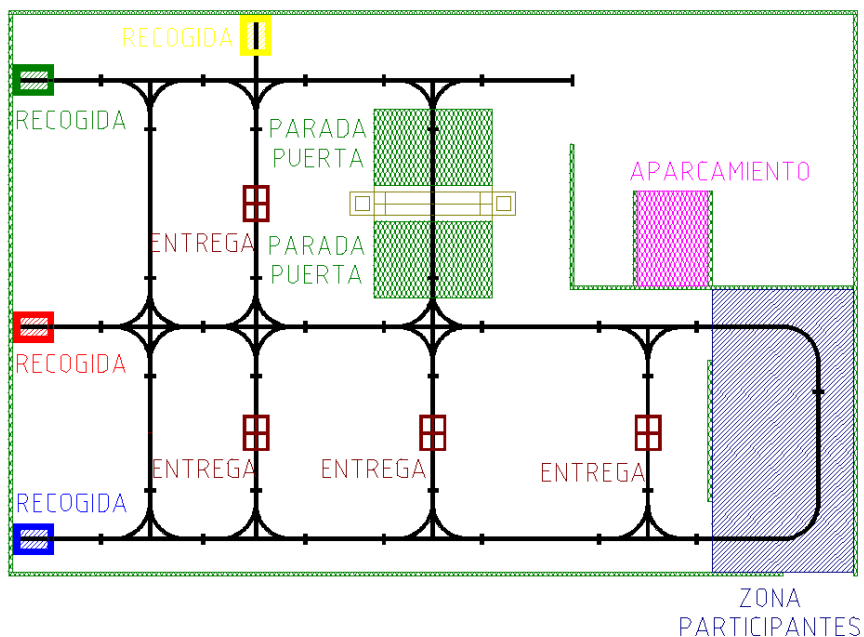 RECOGIDA
RECOGIDA
PARADA
PUERTA
APARCAMIENTO
ENTREGA
PARADA
PUERTA
RECOGIDA
ENTREGA
ENTREGA
ENTREGA
RECOGIDA
ZONA
PARTICIPANTES